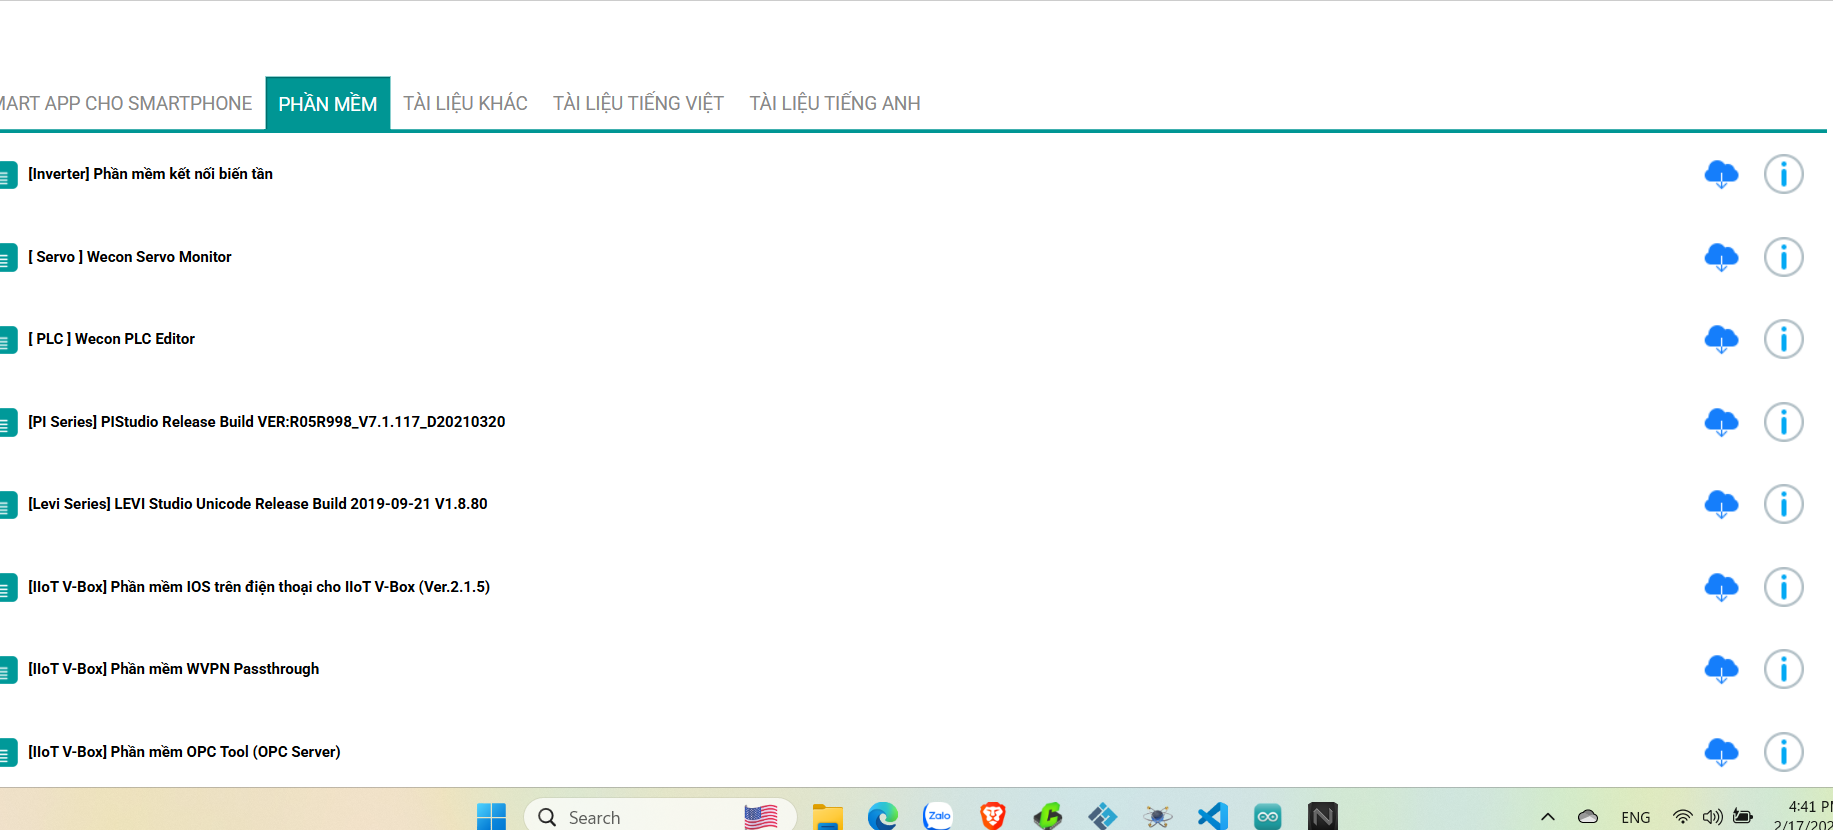 MART APP CHO SMARTPHONE PHẦN MỀM TÀI LIỆU KHÁC TÀI LIỆU TIẾNG VIỆT TÀI LIỆU TIẾNG ANH
[Inverter] Phần mềm kết nối biến tần
[ Servo ] Wecon Servo Monitor
[ PLC ] Wecon PLC Editor
[PI Series] PIStudio Release Build VER:R05R998_V7.1.117_D20210320
[Levi Series] LEVI Studio Unicode Release Build 2019-09-21 V1.8.80
[IIoT V-Box] Phần mềm IOS trên điện thoại cho IIoT V-Box (Ver.2.1.5)
[IIoT V-Box] Phần mềm WVPN Passthrough
[IIoT V-Box] Phần mềm OPC Tool (OPC Server)
Search Zalo ENG 4:41 PM
2/17/202